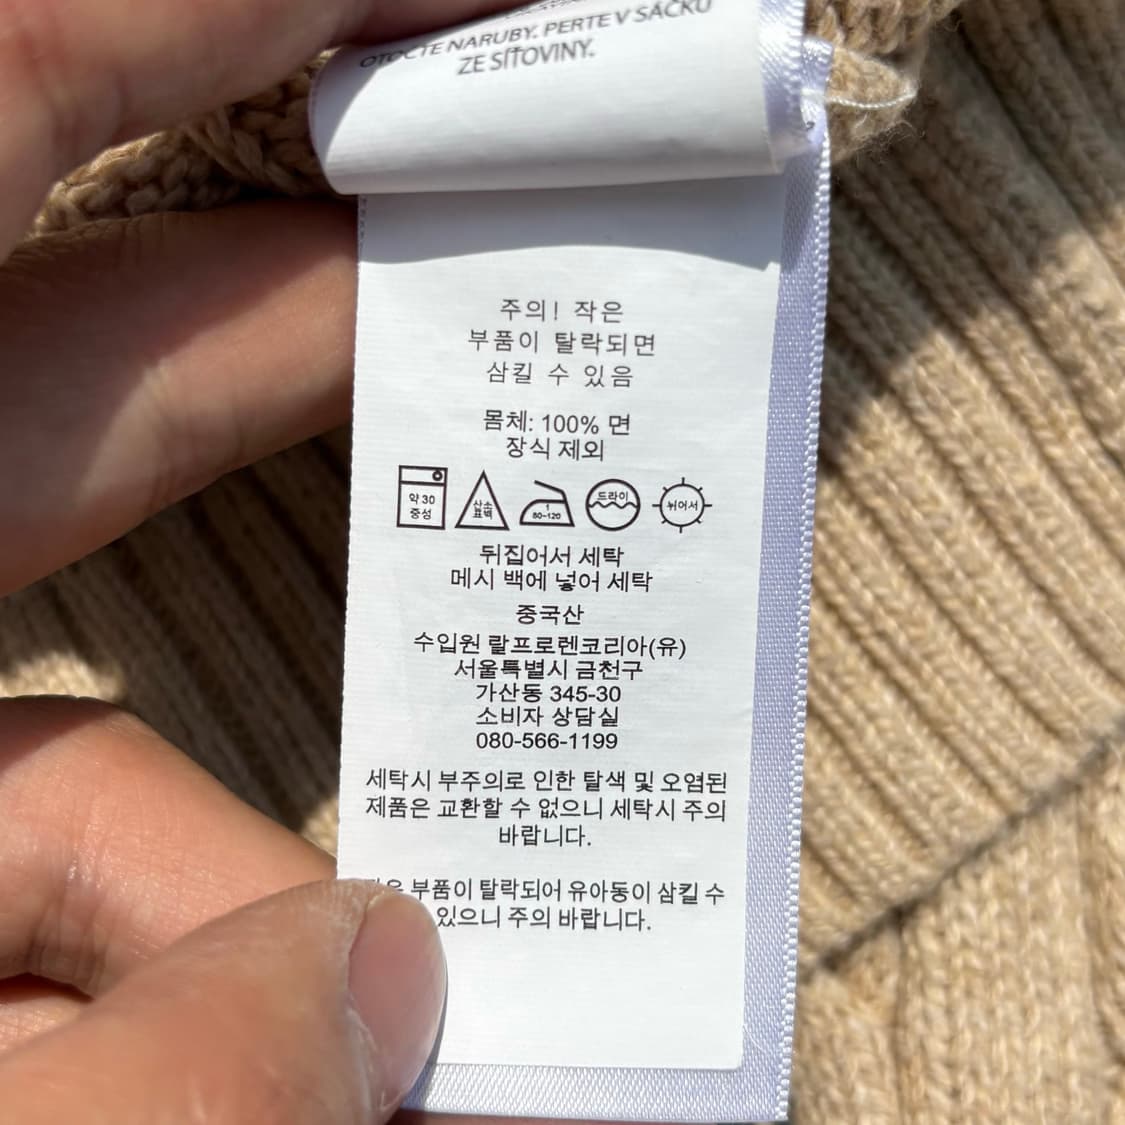 OTOČTE NARUBY. PERTE V SÁČKU
ZE SÍŤOVINY.
주의! 작은
부품이 탈락되면
삼킬 수 있음
몸체: 100% 면
장식 제외
약 30
중성
산소
표백
1
80~120
드라이
뉘어서
뒤집어서 세탁
메시 백에 넣어 세탁
중국산
수입원 랄프로렌코리아(유)
서울특별시 금천구
가산동 345-30
소비자 상담실
080-566-1199
세탁시 부주의로 인한 탈색 및 오염된
제품은 교환할 수 없으니 세탁시 주의
바랍니다.
부품이 탈락되어 유아동이 삼킬 수
있으니 주의 바랍니다.